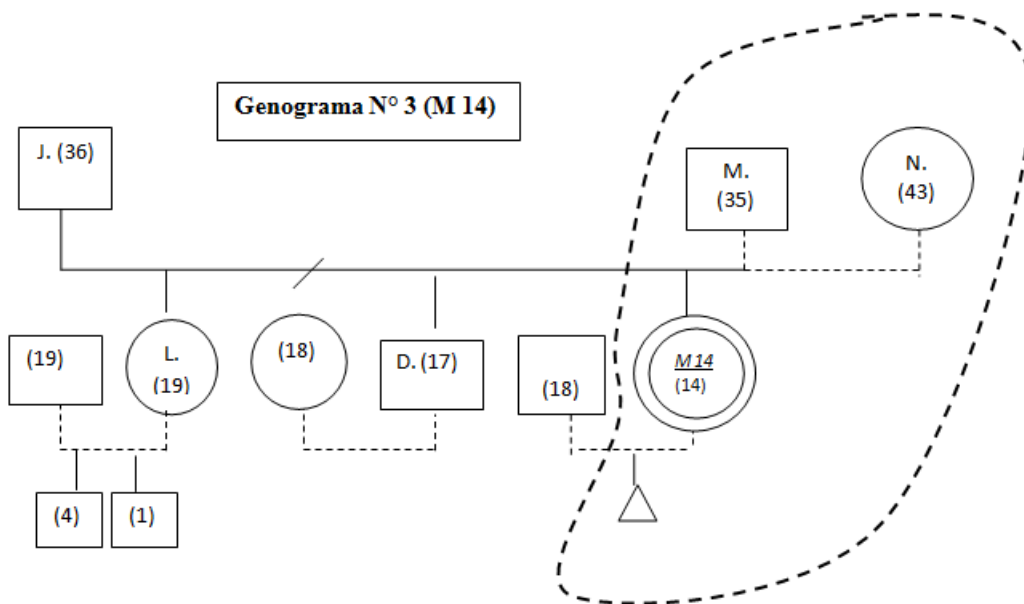 Genograma N° 3 (M 14)
J. (36)
M.
(35)
N.
(43)
(19)
L.
(19)
(18)
D. (17)
(18)
M 14
(14)
(4)
(1)